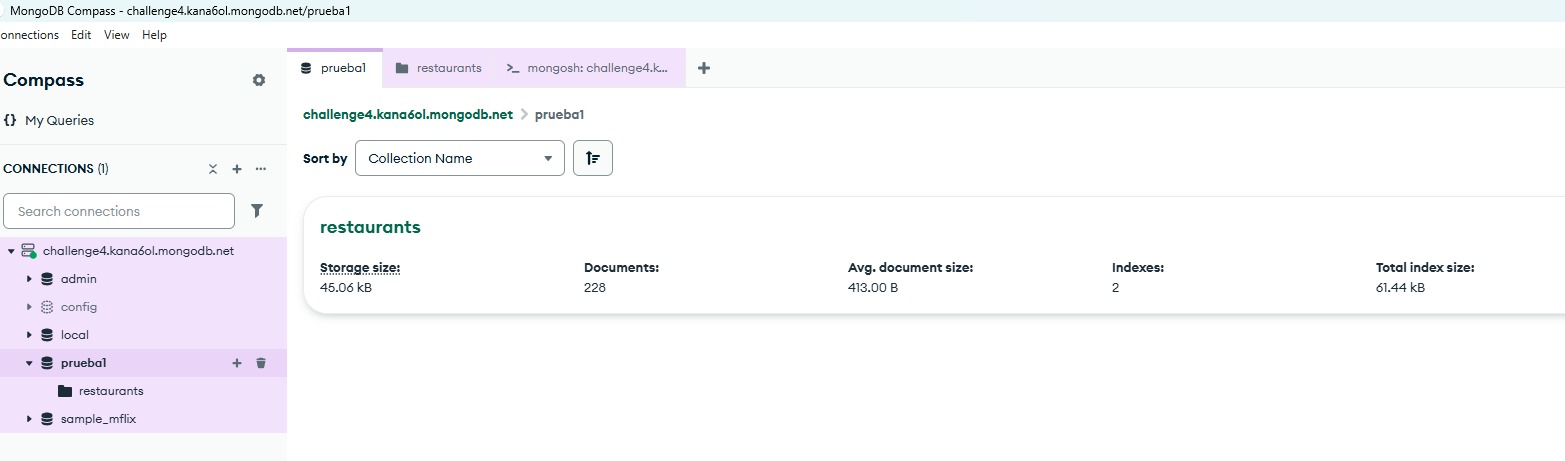 MongoDB Compass - challenge4.kana6ol.mongodb.net/prueba1
onnections Edit View Help
Compass
{} My Queries
CONNECTIONS (1)
Search connections
challenge4.kana6ol.mongodb.net
admin
config
local
prueba1
restaurants
sample_mflix
prueba1 restaurants >_ mongosh: challenge4.k...
challenge4.kana6ol.mongodb.net > prueba1
Sort by Collection Name
restaurants
Storage size: Documents: Avg. document size: Indexes: Total index size:
45.06 kB 228 413.00 B 2 61.44 kB